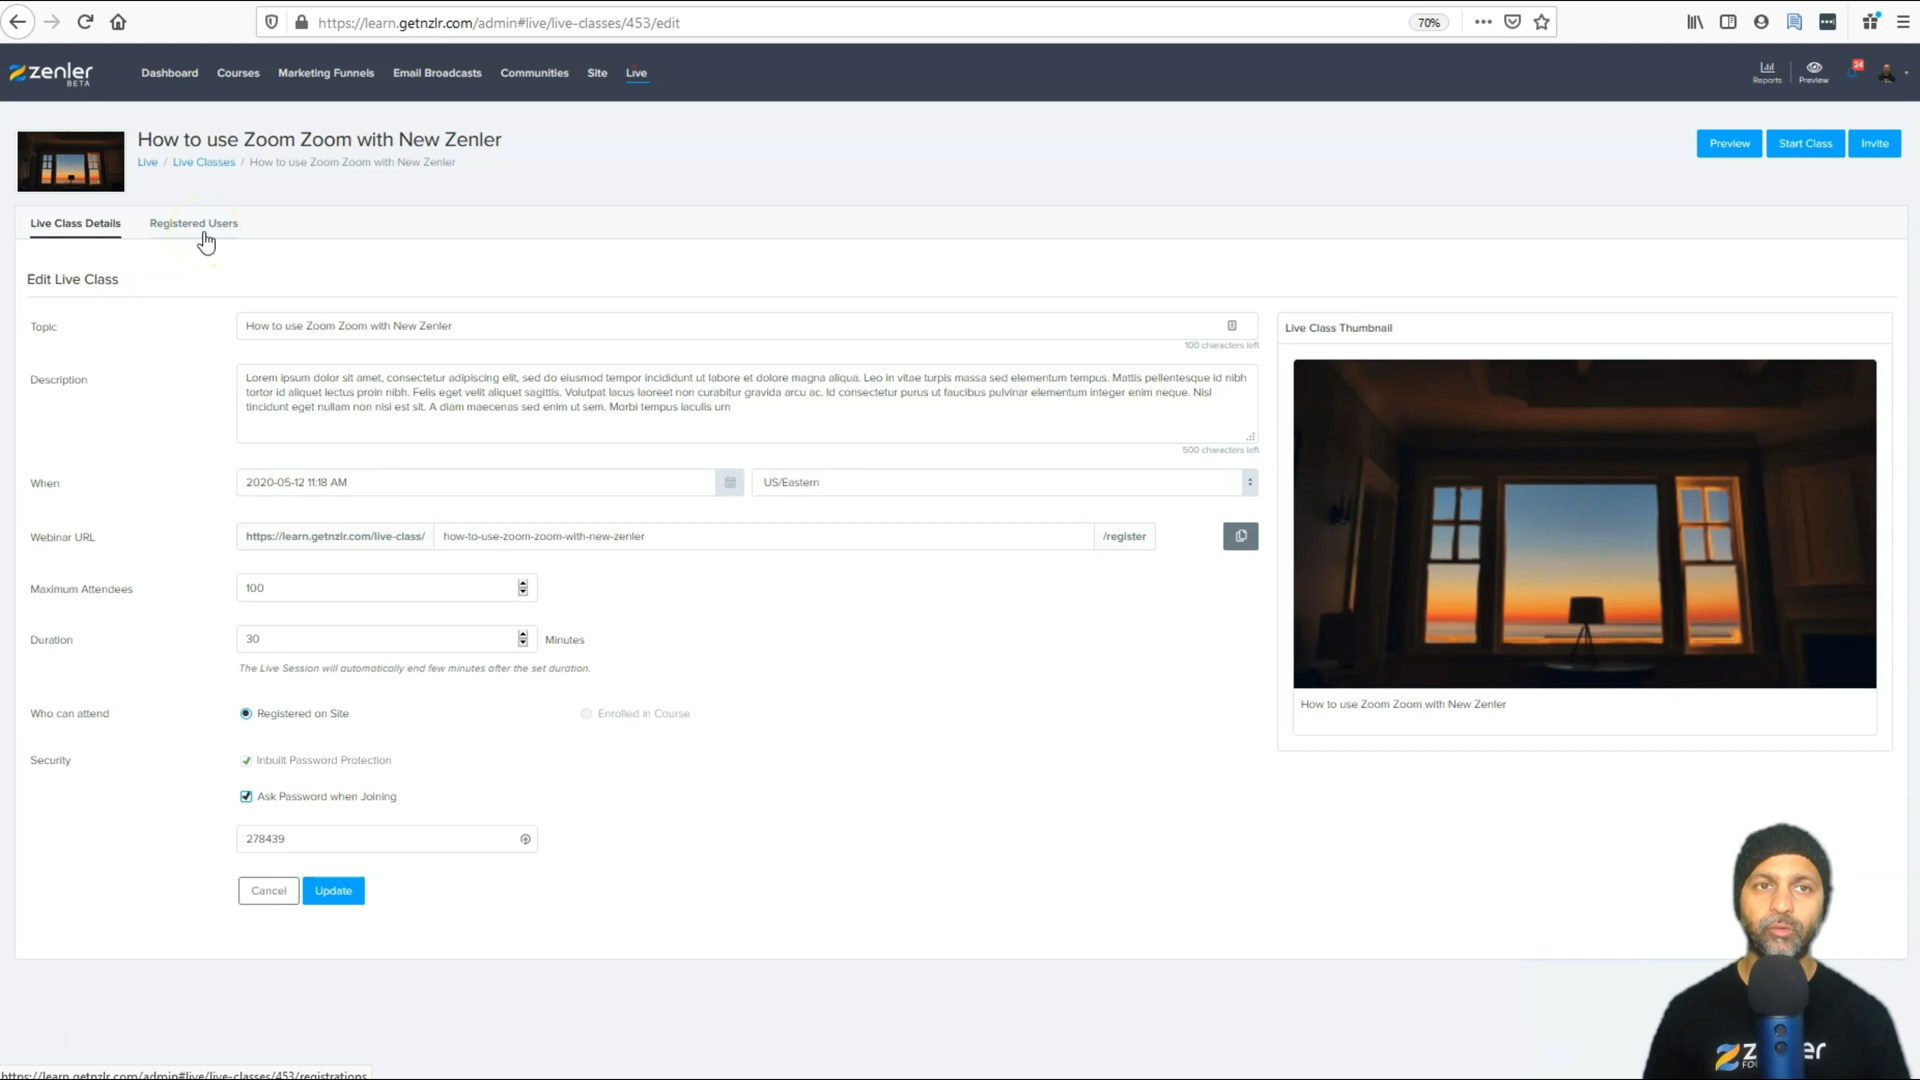 https://learn.getnzlr.com/admin#live/live-classes/453/edit
70%
zenler
BETA
Dashboard
Courses
Marketing Funnels
Email Broadcasts
Communities
Site
Live
Reports
Preview
24
How to use Zoom Zoom with New Zenler
Live / Live Classes / How to use Zoom Zoom with New Zenler
Preview
Start Class
Invite
Live Class Details
Registered Users
Edit Live Class
Topic
How to use Zoom Zoom with New Zenler
100 characters left
Description
Lorem ipsum dolor sit amet, consectetur adipiscing elit, sed do eiusmod tempor incididunt ut labore et dolore magna aliqua. Leo in vitae turpis massa sed elementum tempus. Mattis pellentesque id nibh
tortor id aliquet lectus proin nibh. Felis eget velit aliquet sagittis. Volutpat lacus laoreet non curabitur gravida arcu ac. Id consectetur purus ut faucibus pulvinar elementum integer enim neque. Nisl
tincidunt eget nullam non nisi est sit. A diam maecenas sed enim ut sem. Morbi tempus iaculis urn
500 characters left
When
2020-05-12 11:18 AM
US/Eastern
Webinar URL
https://learn.getnzlr.com/live-class/
how-to-use-zoom-zoom-with-new-zenler
/register
Maximum Attendees
100
Duration
30
Minutes
The Live Session will automatically end few minutes after the set duration.
Who can attend
Registered on Site
Enrolled in Course
Security
Inbuilt Password Protection
Ask Password when Joining
278439
Cancel
Update
Live Class Thumbnail
How to use Zoom Zoom with New Zenler
https://learn.getnzlr.com/admin#live/live-classes/453/registrations